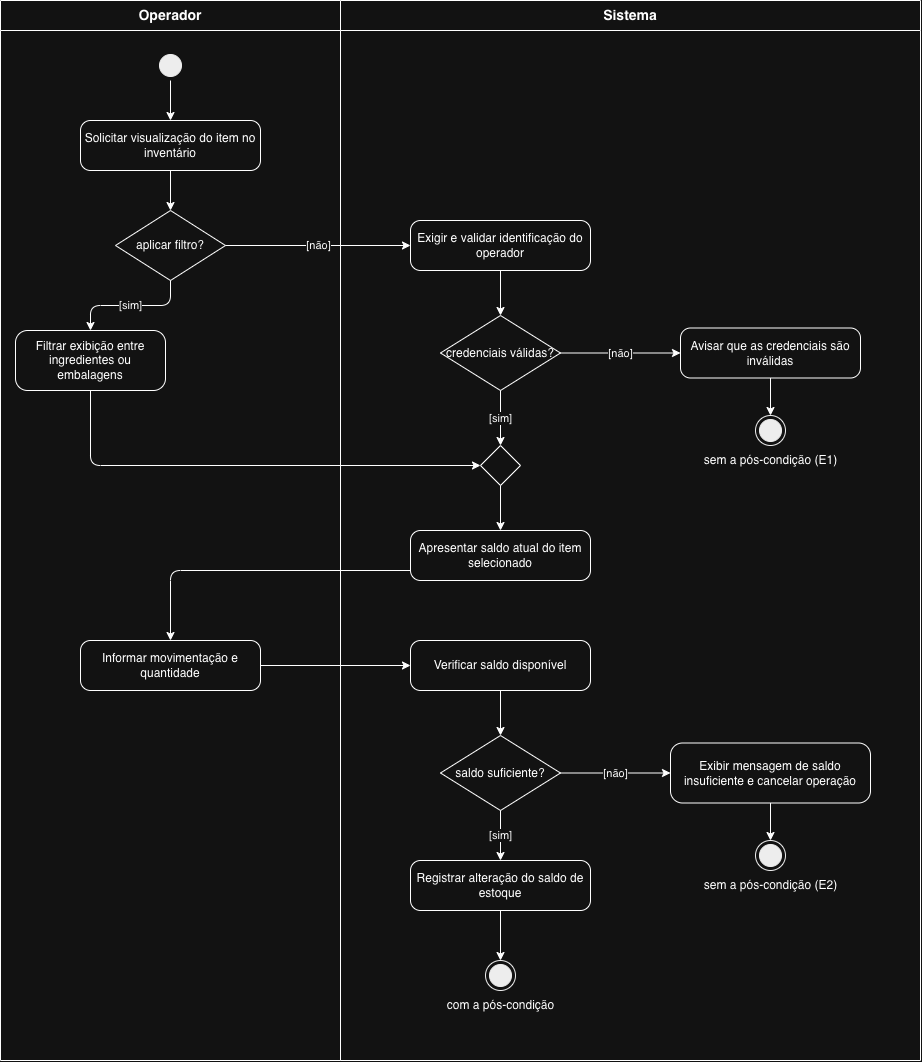 Operador
Sistema
Solicitar visualização do item no
inventário
aplicar filtro?
[não]
Exigir e validar identificação do
operador
[sim]
Filtrar exibição entre
ingredientes ou
embalagens
credenciais válidas?
[não]
Avisar que as credenciais são
inválidas
[sim]
sem a pós-condição (E1)
Apresentar saldo atual do item
selecionado
Informar movimentação e
quantidade
Verificar saldo disponível
saldo suficiente?
[não]
Exibir mensagem de saldo
insuficiente e cancelar operação
[sim]
Registrar alteração do saldo de
estoque
sem a pós-condição (E2)
com a pós-condição